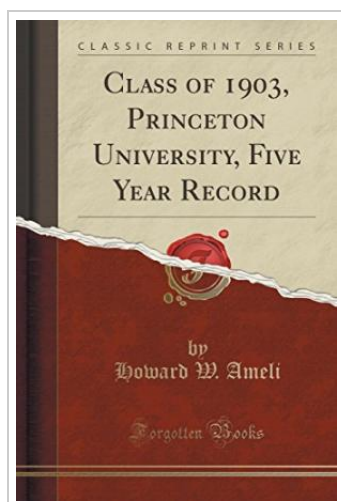 CLASSIC REPRINT SERIES
CLASS OF 1903,
PRINCETON
UNIVERSITY, FIVE
YEAR RECORD
by
Howard W. Ameli
Forgotten Books